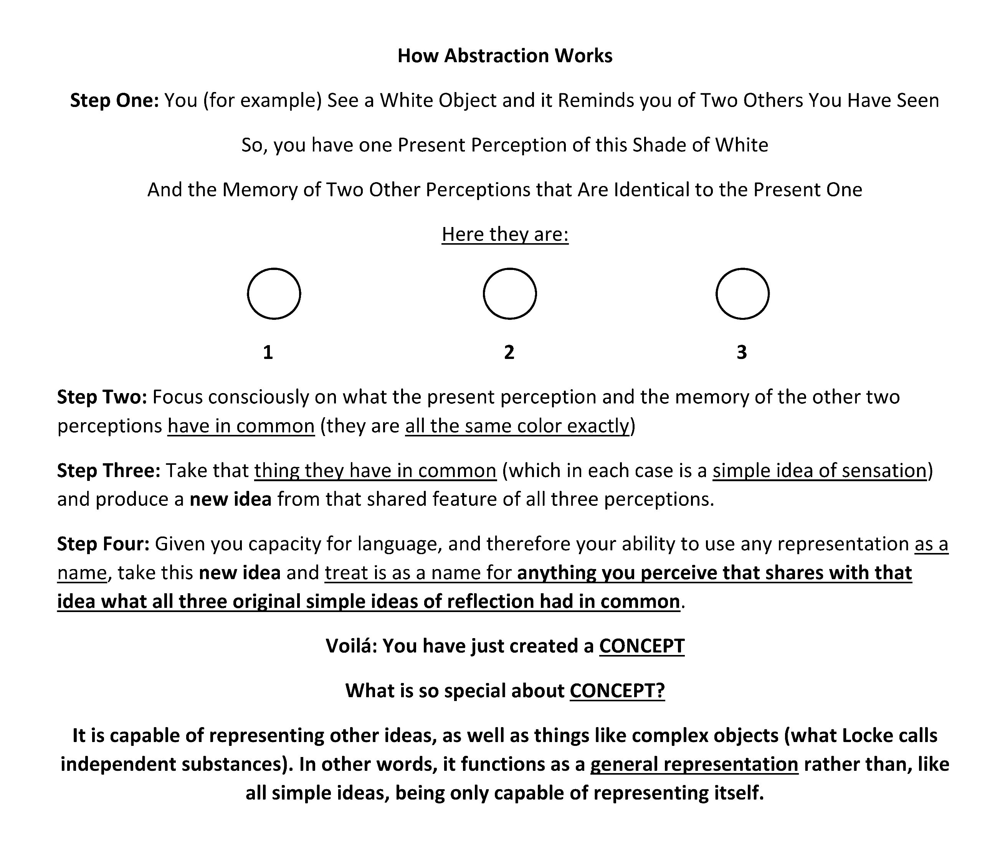 How Abstraction Works
Step One: You (for example) See a White Object and it Reminds you of Two Others You Have Seen
So, you have one Present Perception of this Shade of White
And the Memory of Two Other Perceptions that Are Identical to the Present One
Here they are:
1 2 3
Step Two: Focus consciously on what the present perception and the memory of the other two
perceptions have in common (they are all the same color exactly)
Step Three: Take that thing they have in common (which in each case is a simple idea of sensation)
and produce a new idea from that shared feature of all three perceptions.
Step Four: Given you capacity for language, and therefore your ability to use any representation as a
name, take this new idea and treat is as a name for anything you perceive that shares with that
idea what all three original simple ideas of reflection had in common.
Voilá: You have just created a CONCEPT
What is so special about CONCEPT?
It is capable of representing other ideas, as well as things like complex objects (what Locke calls
independent substances). In other words, it functions as a general representation rather than, like
all simple ideas, being only capable of representing itself.